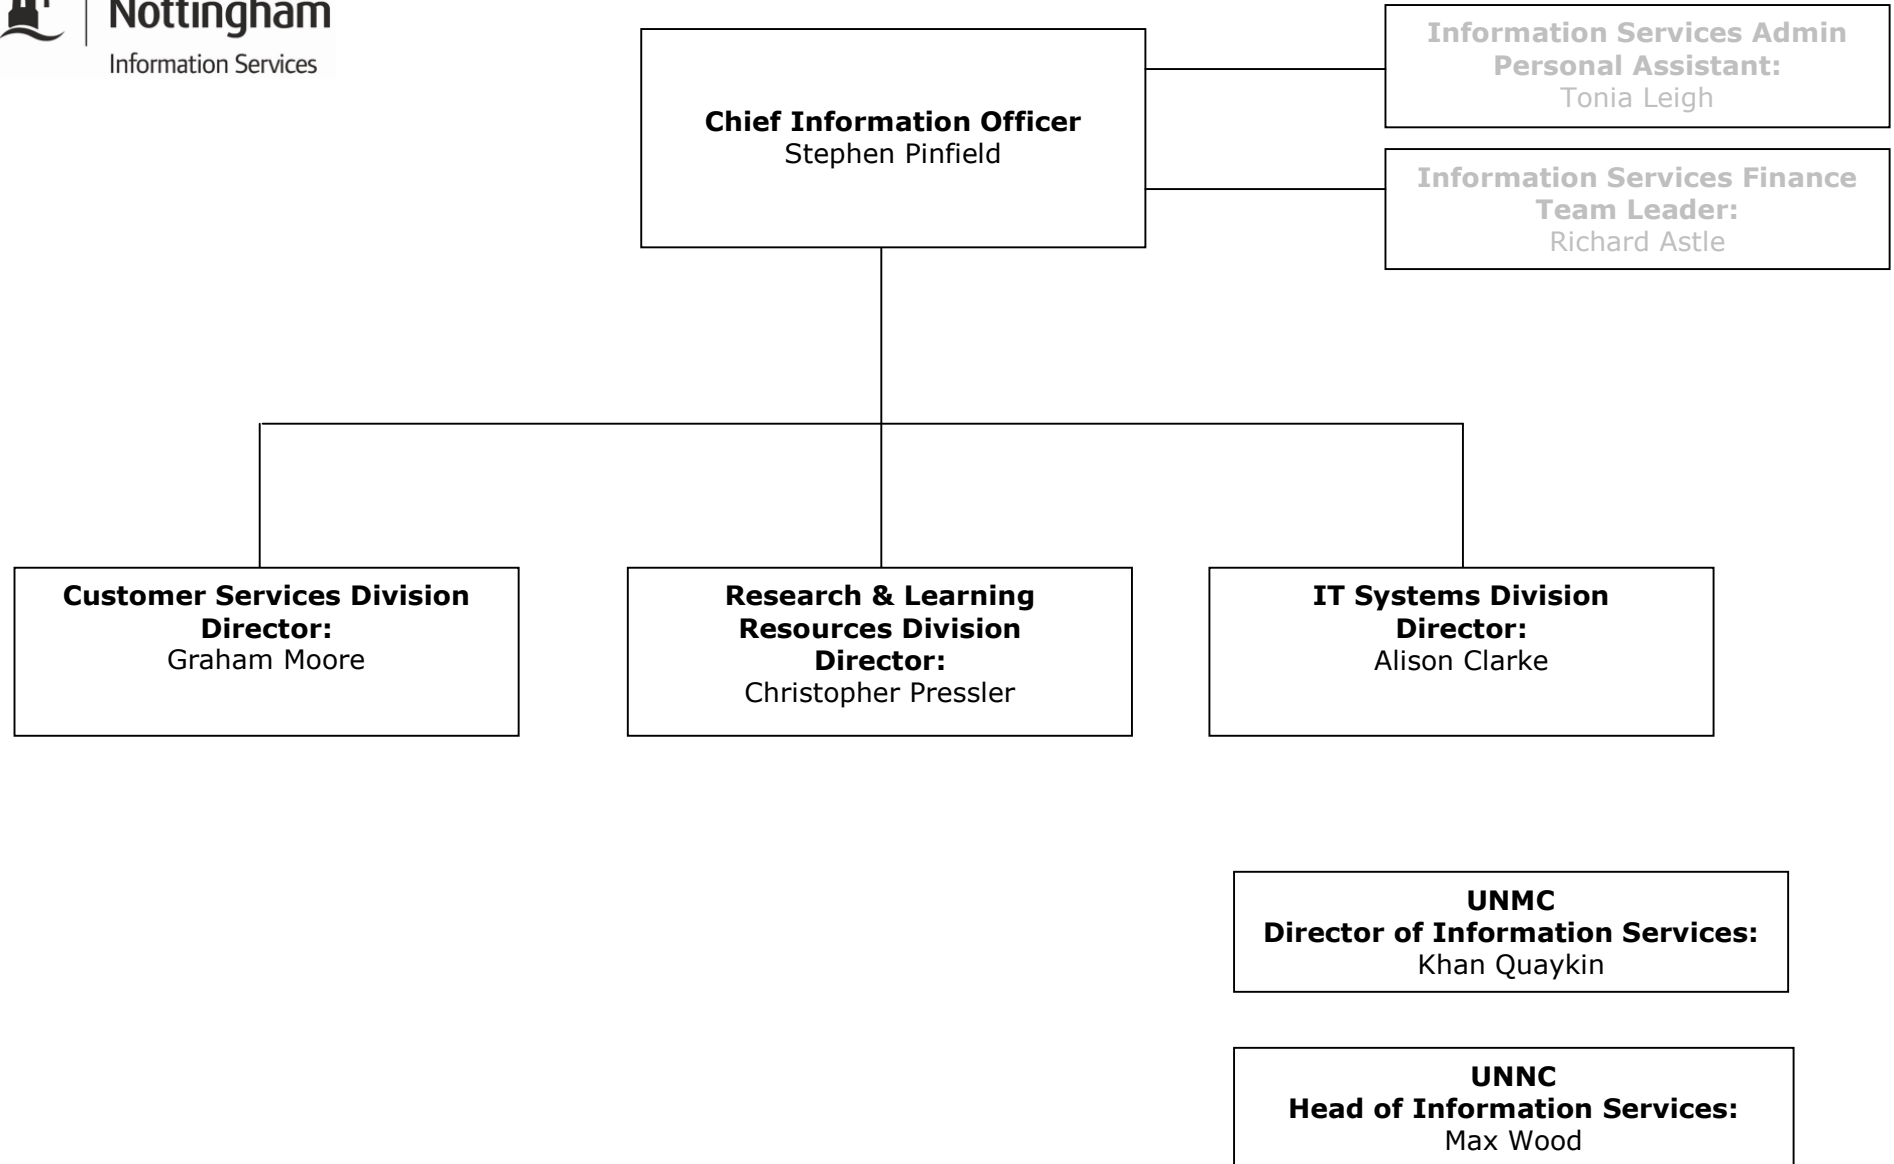 Nottingham
Information Services
Chief Information Officer
Stephen Pinfield
Information Services Admin
Personal Assistant:
Tonia Leigh
Information Services Finance
Team Leader:
Richard Astle
Customer Services Division
Director:
Graham Moore
Research & Learning
Resources Division
Director:
Christopher Pressler
IT Systems Division
Director:
Alison Clarke
UNMC
Director of Information Services:
Khan Quaykin
UNNC
Head of Information Services:
Max Wood